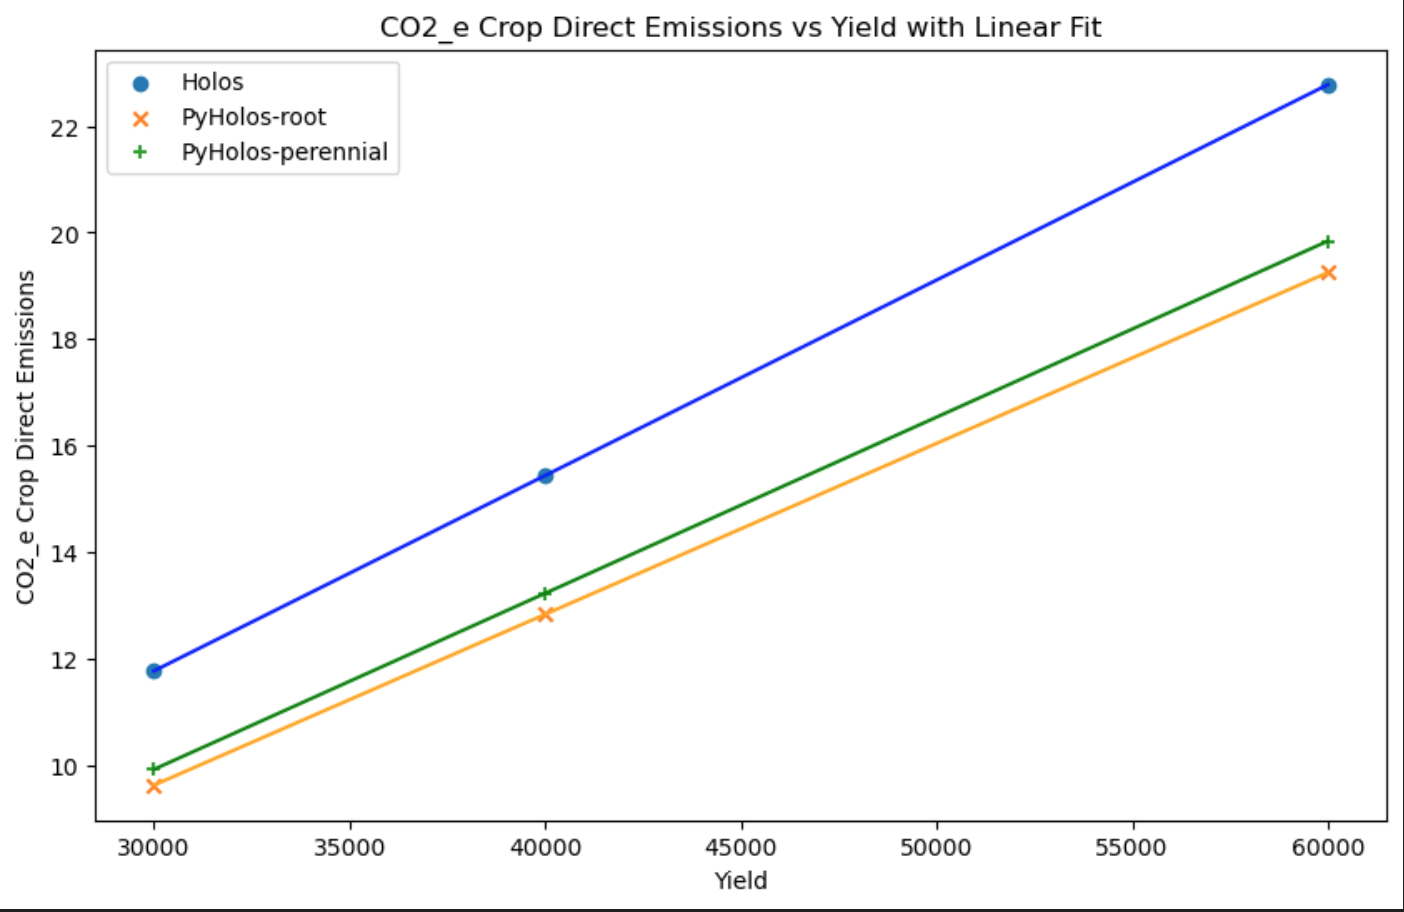 CO2_e Crop Direct Emissions vs Yield with Linear Fit
Holos
PyHolos-root
PyHolos-perennial
CO2_e Crop Direct Emissions
22
20
18
16
14
12
10
30000
35000
40000
45000
50000
55000
60000
Yield